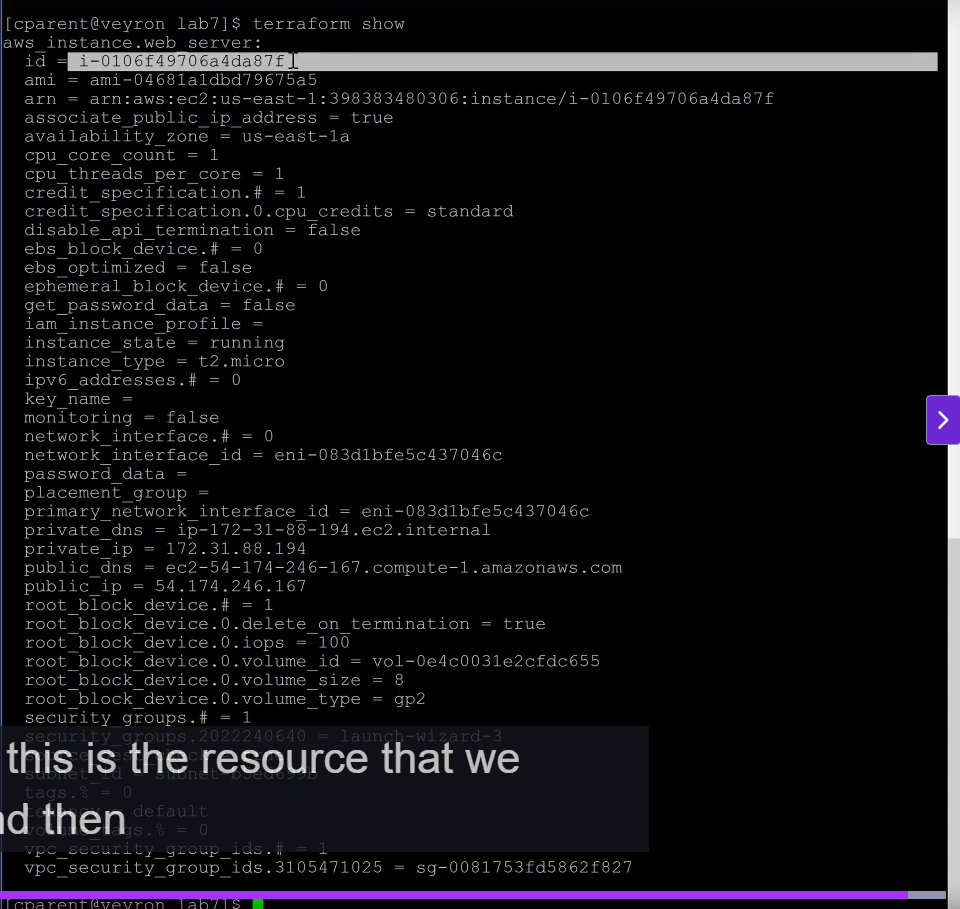 [cparent@veyron lab7]$ terraform show
aws_instance.web_server:
id = i-0106f49706a4da87f
ami = ami-04681a1dbd79675a5
arn = arn:aws:ec2:us-east-1:398383480306:instance/i-0106f49706a4da87f
associate_public_ip_address = true
availability_zone = us-east-1a
cpu_core_count = 1
cpu_threads_per_core = 1
credit_specification.# = 1
credit_specification.0.cpu_credits = standard
disable_api_termination = false
ebs_block_device.# = 0
ebs_optimized = false
ephemeral_block_device.# = 0
get_password_data = false
iam_instance_profile =
instance_state = running
instance_type = t2.micro
ipv6_addresses.# = 0
key_name =
monitoring = false
network_interface.# = 0
network_interface_id = eni-083d1bfe5c437046c
password_data =
placement_group =
primary_network_interface_id = eni-083d1bfe5c437046c
private_dns = ip-172-31-88-194.ec2.internal
private_ip = 172.31.88.194
public_dns = ec2-54-174-246-167.compute-1.amazonaws.com
public_ip = 54.174.246.167
root_block_device.# = 1
root_block_device.0.delete_on_termination = true
root_block_device.0.iops = 100
root_block_device.0.volume_id = vol-0e4c0031e2cfdc655
root_block_device.0.volume_size = 8
root_block_device.0.volume_type = gp2
security_groups.# = 1
security_groups.2022240640 = launch-wizard-3
this is the resource that we
tags.% = 0
nd then
default
= 0
vpc_security_group_ids.# = 1
vpc_security_group_ids.3105471025 = sg-0081753fd5862f827
[cparent@veyron lab7]$